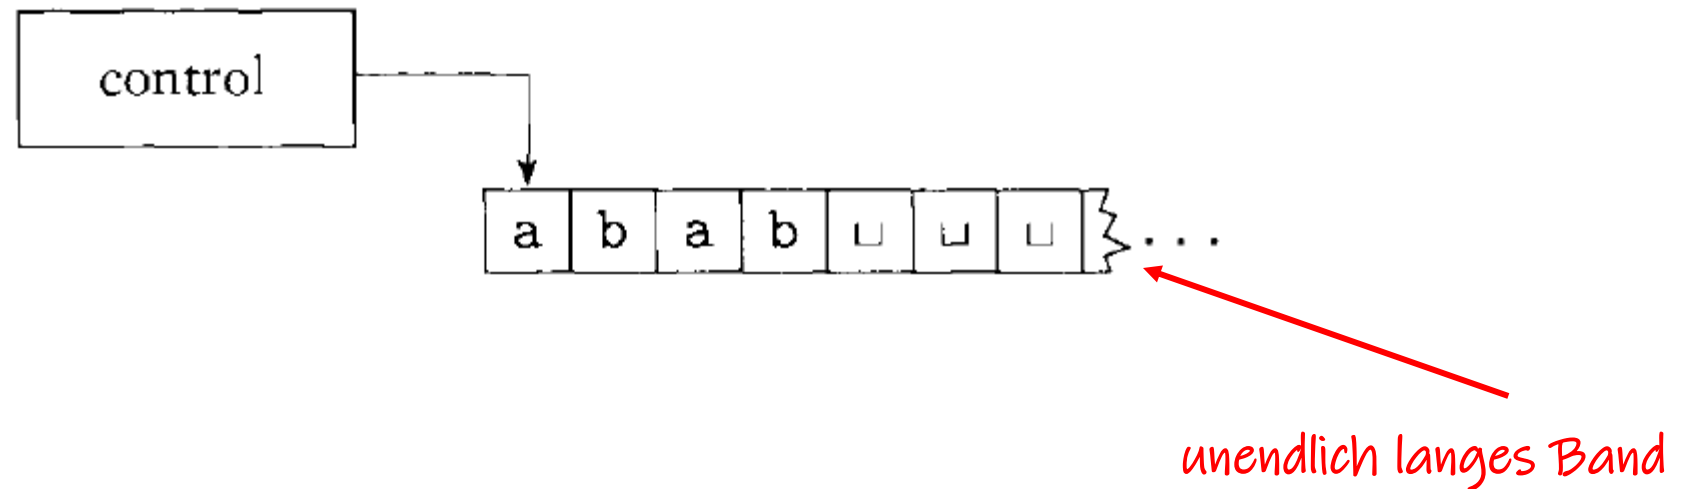 control
a b a b ⊔ ⊔ ⊔ . . .
unendlich langes Band